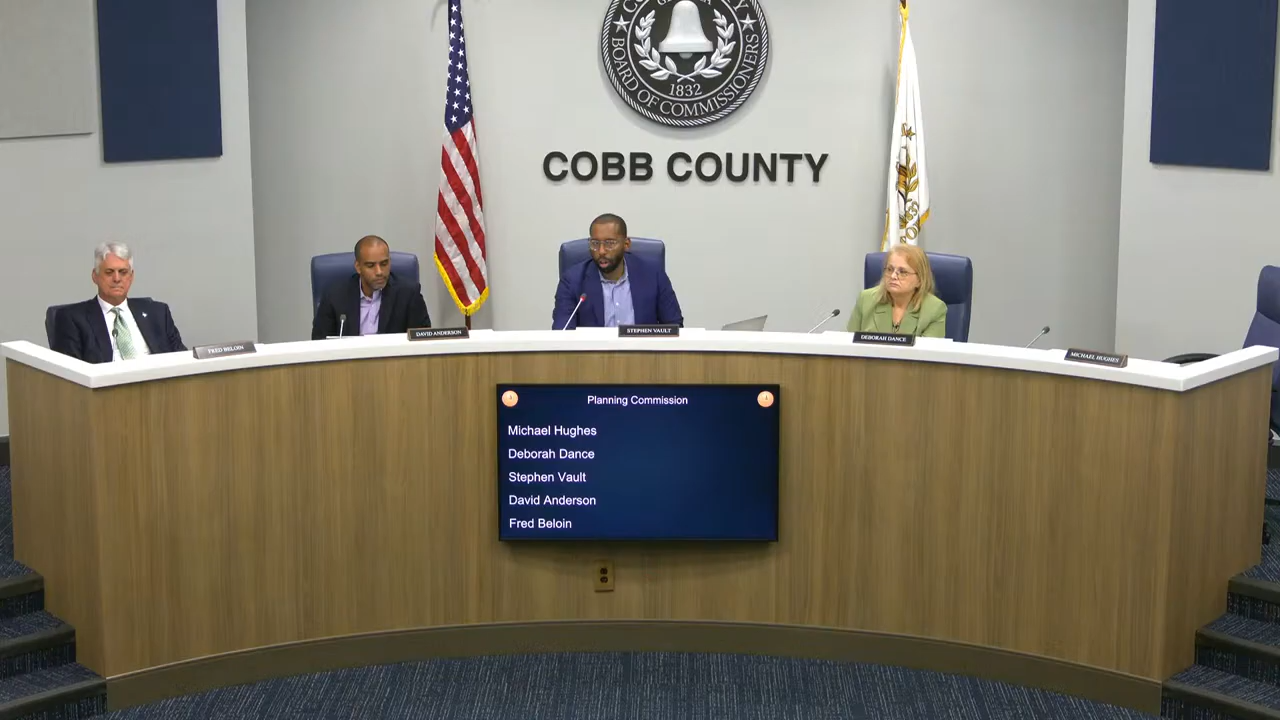 BOARD OF COMMISSIONERS
1832
COBB COUNTY
FRED BELOIN
DAVID ANDERSON
STEPHEN VAULT
DEBORAH DANCE
MICHAEL HUGHES
Planning Commission
Michael Hughes
Deborah Dance
Stephen Vault
David Anderson
Fred Beloin